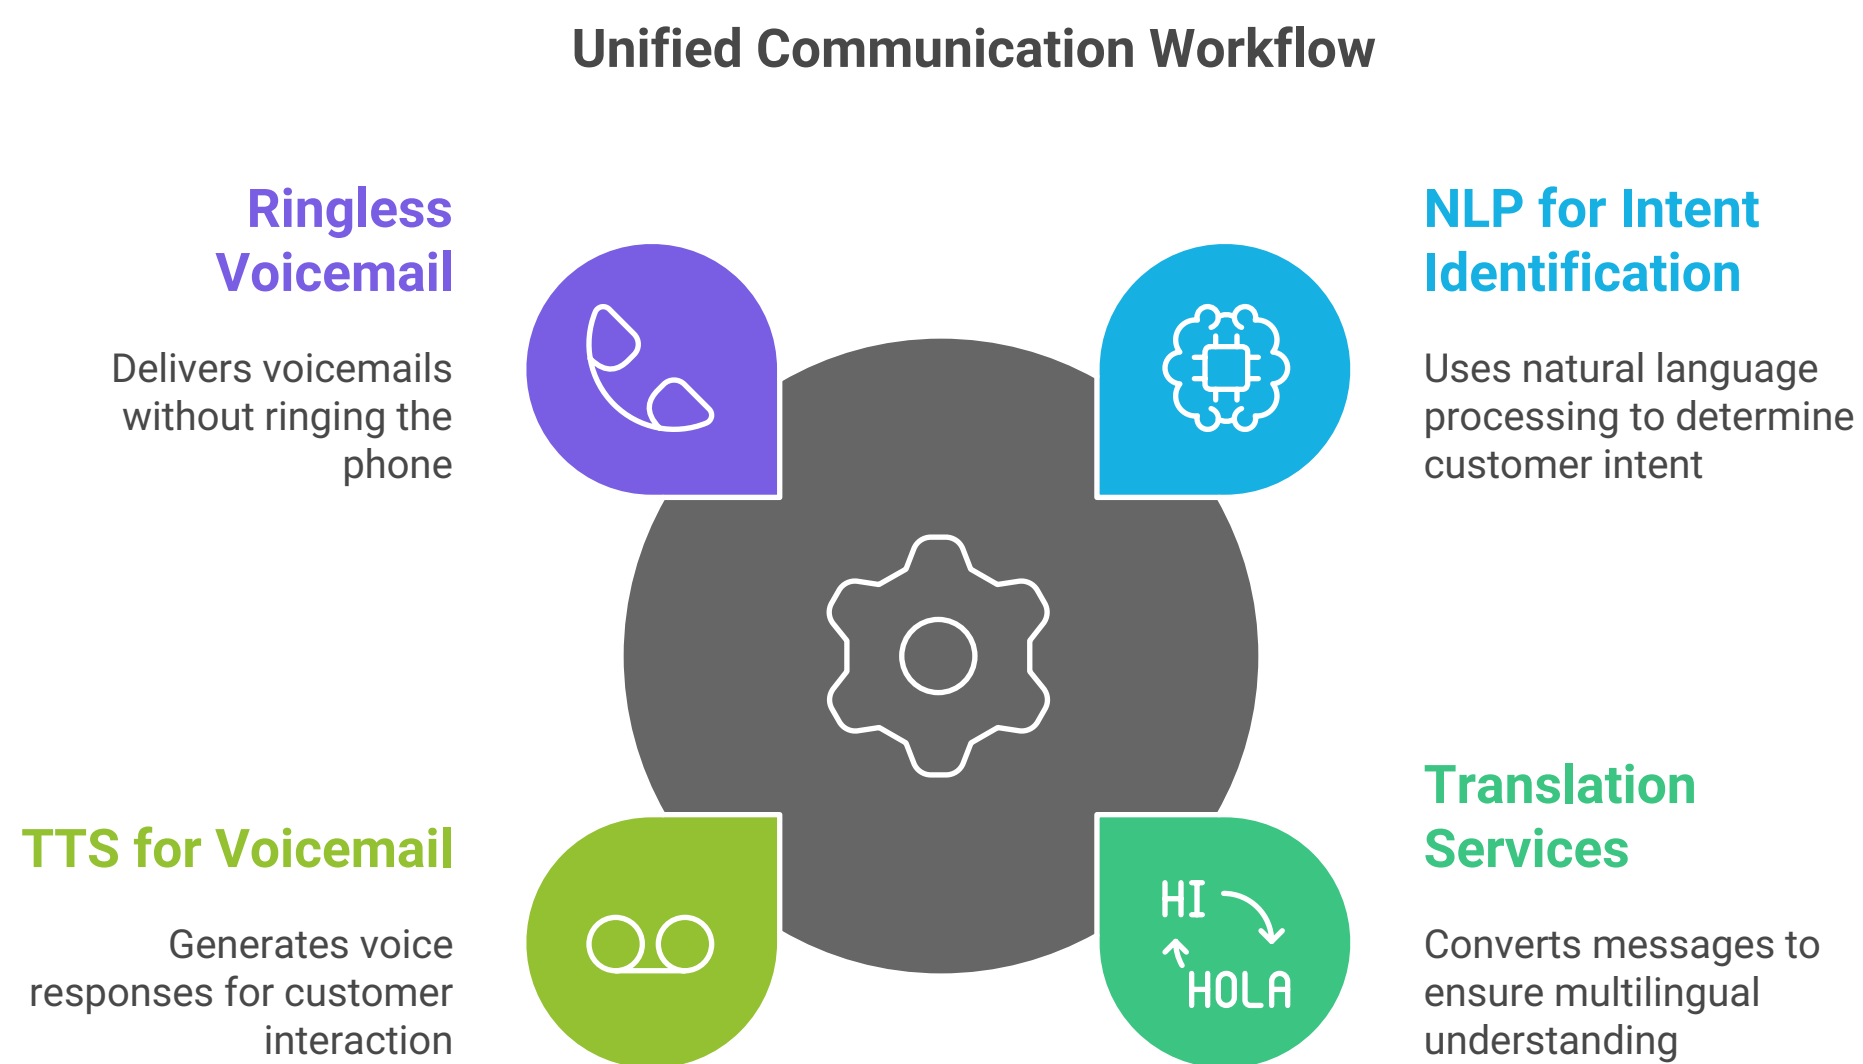 Unified Communication Workflow
Ringless
Voicemail
Delivers voicemails
without ringing the
phone
NLP for Intent
Identification
Uses natural language
processing to determine
customer intent
TTS for Voicemail
Generates voice
responses for customer
interaction
Translation
Services
Converts messages to
ensure multilingual
understanding
HI
HOLA